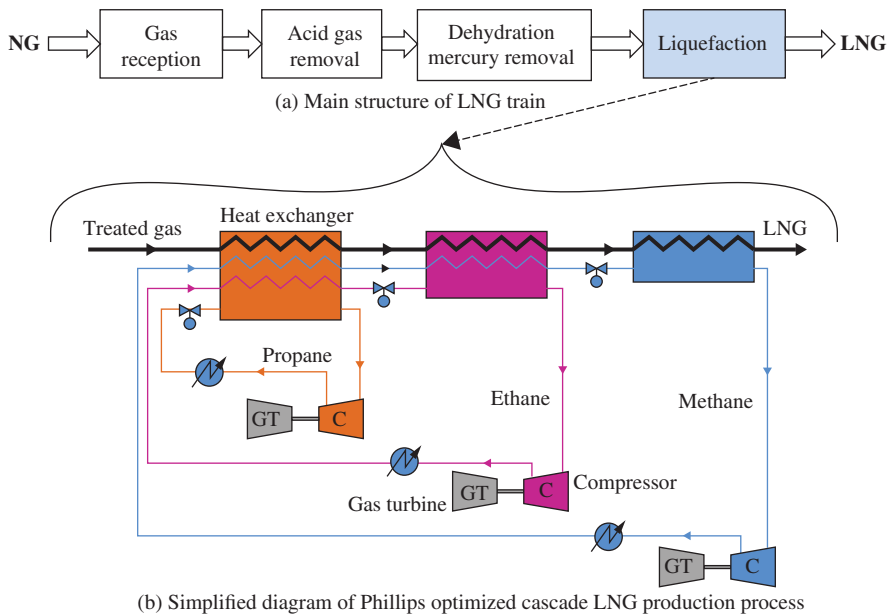 NG
Gas
reception
Acid gas
removal
Dehydration
mercury removal
Liquefaction
LNG
(a) Main structure of LNG train
Treated gas
Heat exchanger
LNG
Propane
GT
C
Ethane
Methane
Gas turbine
GT
C
Compressor
GT
C
(b) Simplified diagram of Phillips optimized cascade LNG production process